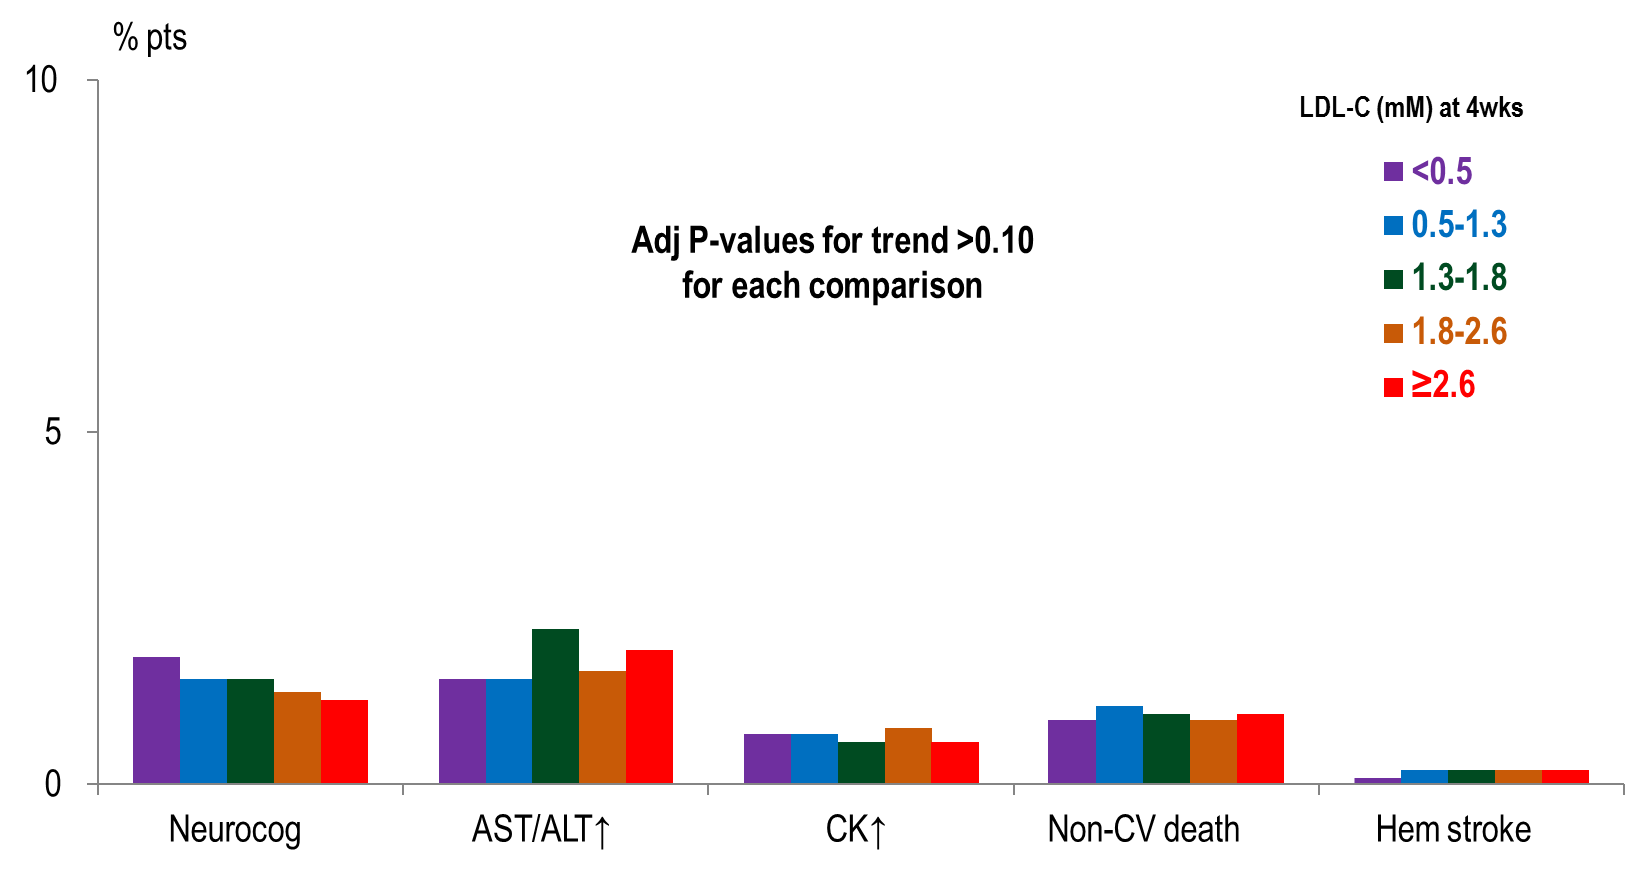 % pts
10
LDL-C (mM) at 4wks
<0.5
0.5-1.3
Adj P-values for trend >0.10
for each comparison
1.3-1.8
1.8-2.6
≥2.6
5
0
Neurocog
AST/ALT↑
CK↑
Non-CV death
Hem stroke